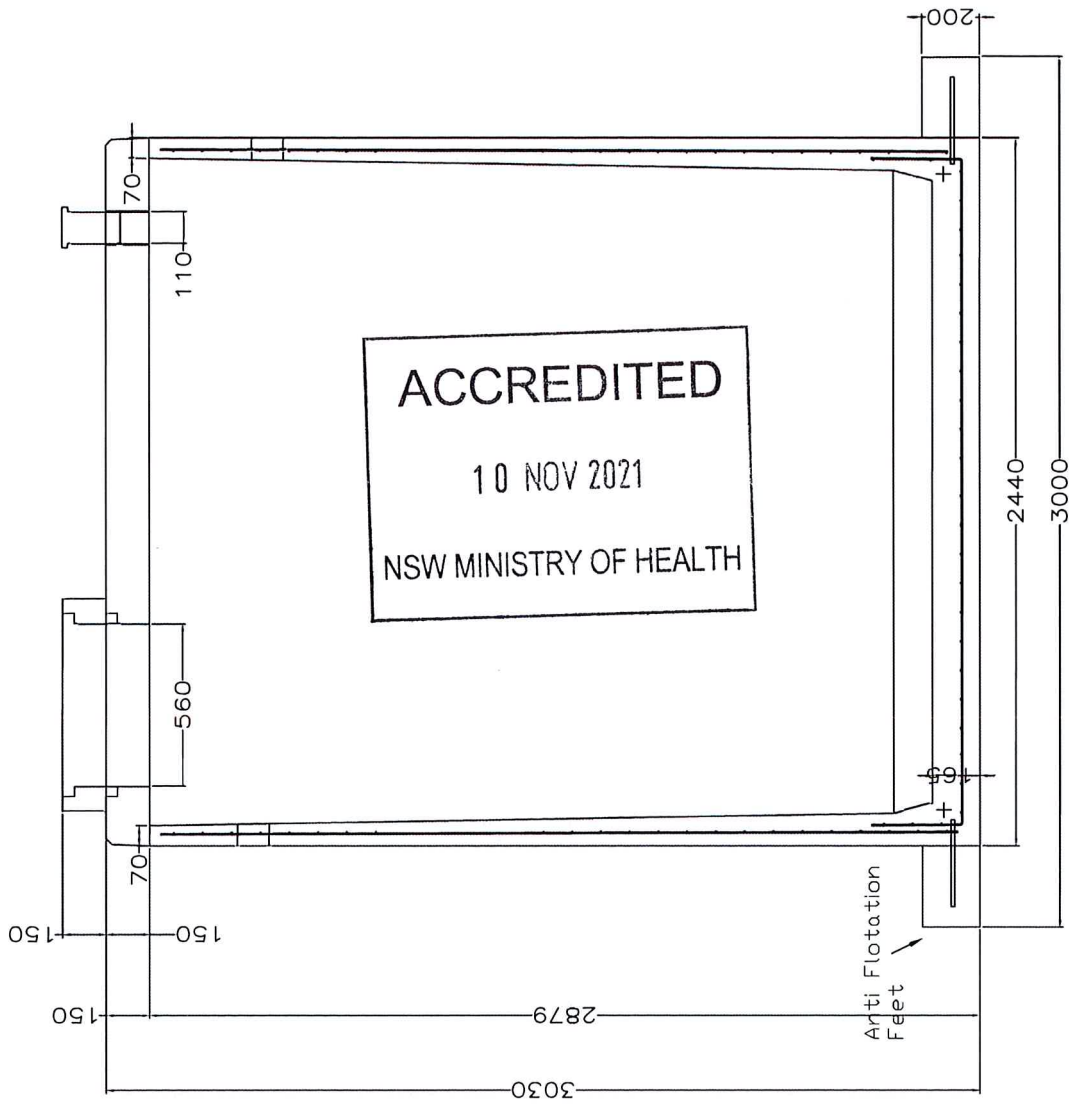 200
70
110
ACCREDITED
10 NOV 2021
NSW MINISTRY OF HEALTH
560
70
165
2440
3000
150
150
150
2879
3030
Anti Flotation
Feet